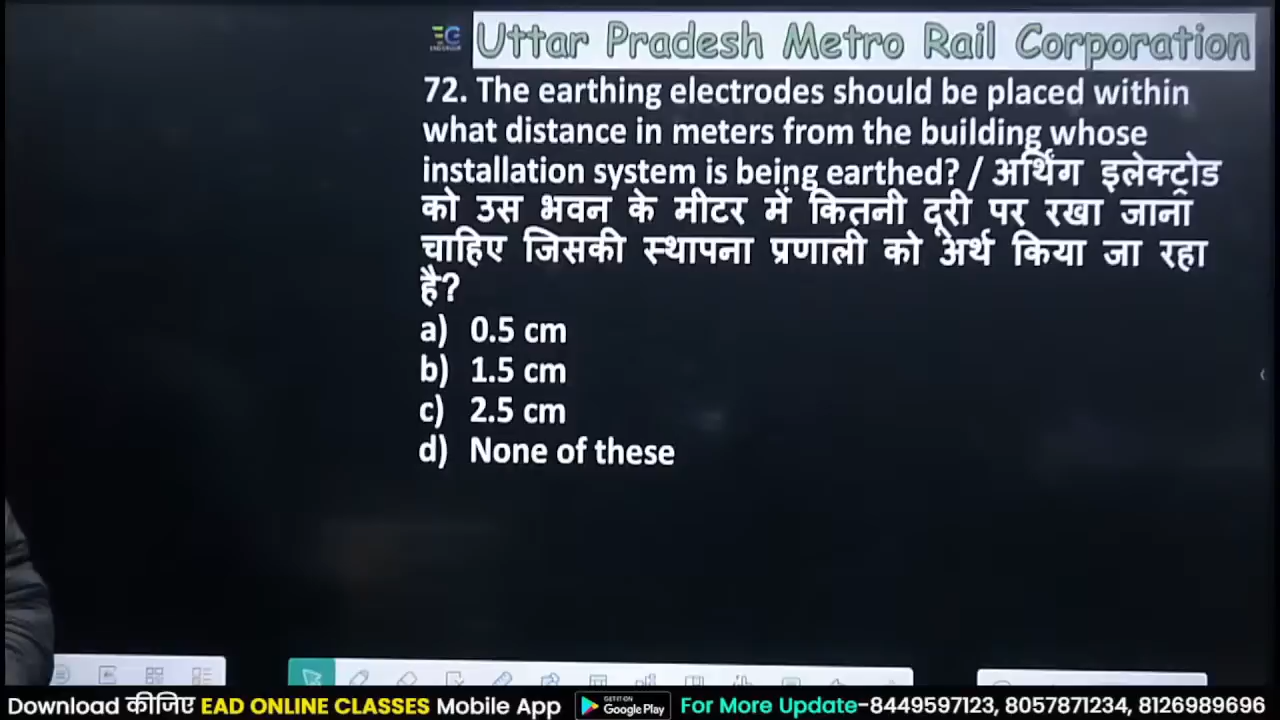 Uttar Pradesh Metro Rail Corporation
72. The earthing electrodes should be placed within
what distance in meters from the building whose
installation system is being earthed? / अर्थिंग इलेक्ट्रोड
को उस भवन के मीटर में कितनी दूरी पर रखा जाना
चाहिए जिसकी स्थापना प्रणाली को अर्थ किया जा रहा
है?
a) 0.5 cm
b) 1.5 cm
c) 2.5 cm
d) None of these
Download कीजिए EAD ONLINE CLASSES Mobile App GET IT ON Google Play For More Update-8449597123, 8057871234, 8126989696